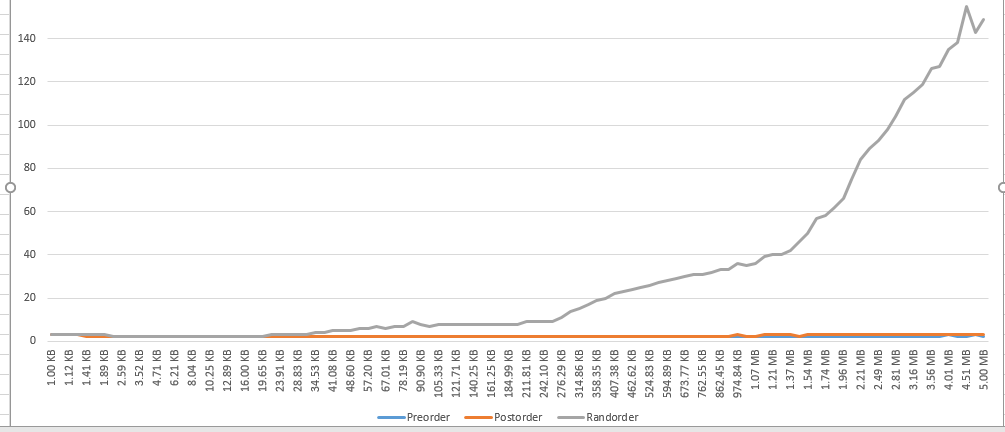 140
120
100
80
60
40
20
0
1.00 KB
1.12 KB
1.41 KB
1.89 KB
2.59 KB
3.52 KB
4.71 KB
6.21 KB
8.04 KB
10.25 KB
12.89 KB
16.00 KB
19.65 KB
23.91 KB
28.83 KB
34.53 KB
41.08 KB
48.60 KB
57.20 KB
67.01 KB
78.19 KB
90.90 KB
105.33 KB
121.71 KB
140.25 KB
161.25 KB
184.99 KB
211.81 KB
242.10 KB
276.29 KB
314.86 KB
358.35 KB
407.38 KB
462.62 KB
524.83 KB
594.89 KB
673.77 KB
762.55 KB
862.45 KB
974.84 KB
1.07 MB
1.21 MB
1.37 MB
1.54 MB
1.74 MB
1.96 MB
2.21 MB
2.49 MB
2.81 MB
3.16 MB
3.56 MB
4.01 MB
4.51 MB
5.00 MB
Preorder Postorder Randorder